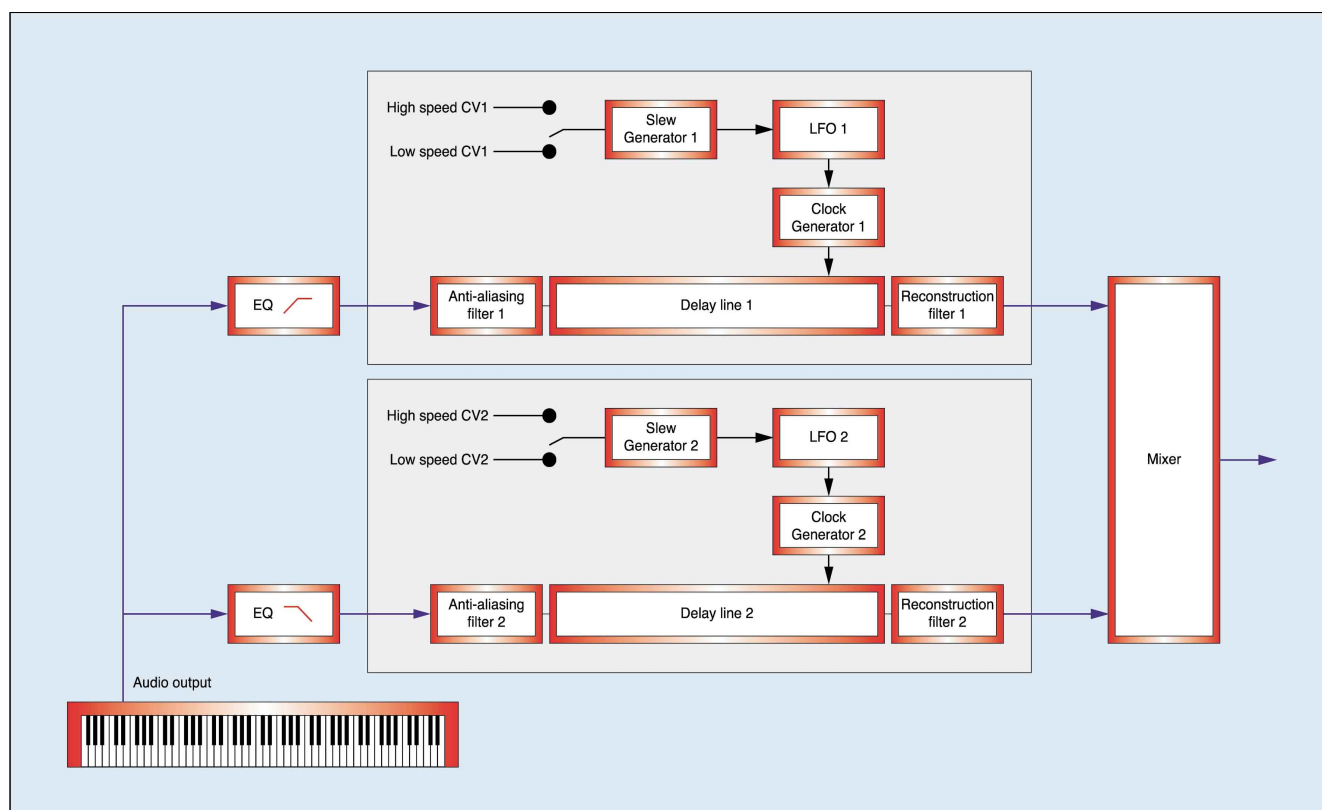 High speed CV1
Low speed CV1
Slew
Generator 1
LFO 1
Clock
Generator 1
EQ
Anti-aliasing
filter 1
Delay line 1
Reconstruction
filter 1
High speed CV2
Low speed CV2
Slew
Generator 2
LFO 2
Clock
Generator 2
Mixer
EQ
Anti-aliasing
filter 2
Delay line 2
Reconstruction
filter 2
Audio output